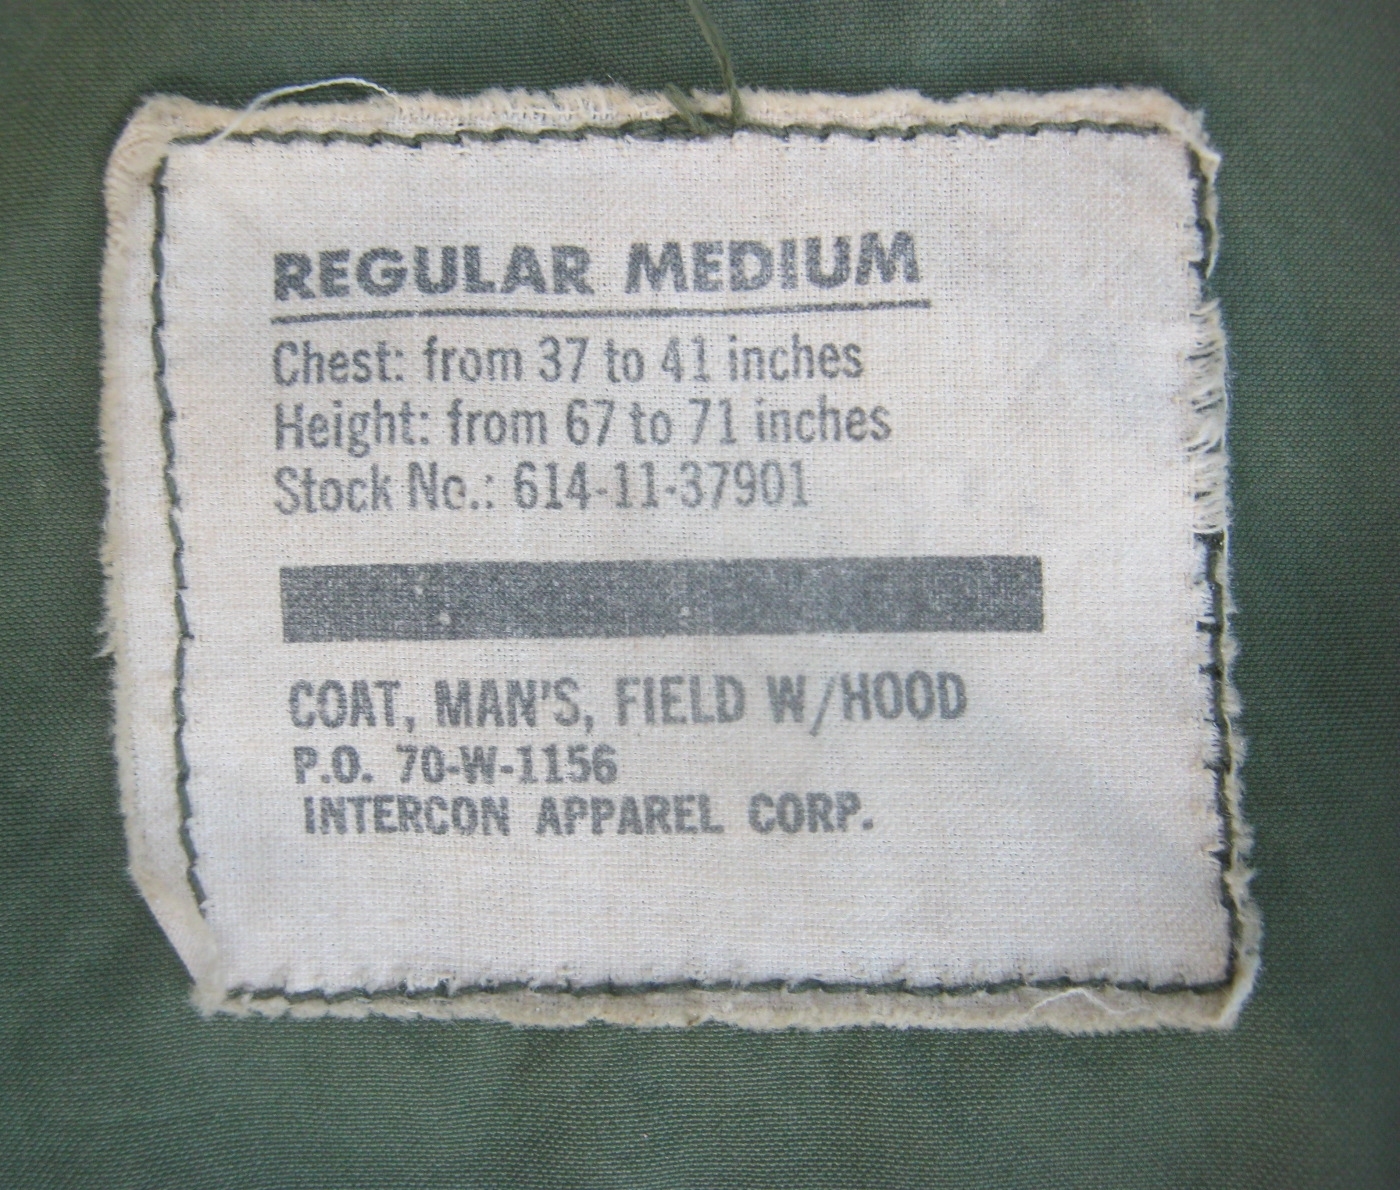 REGULAR MEDIUM
Chest: from 37 to 41 inches
Height: from 67 to 71 inches
Stock No.: 614-11-37901
COAT, MAN'S, FIELD W/HOOD
P.O. 70-W-1156
INTERCON APPAREL CORP.